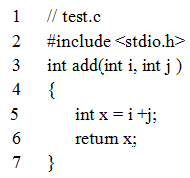 1 // test.c
2 #include <stdio.h>
3 int add(int i, int j )
4 {
5 int x = i +j;
6 return x;
7 }